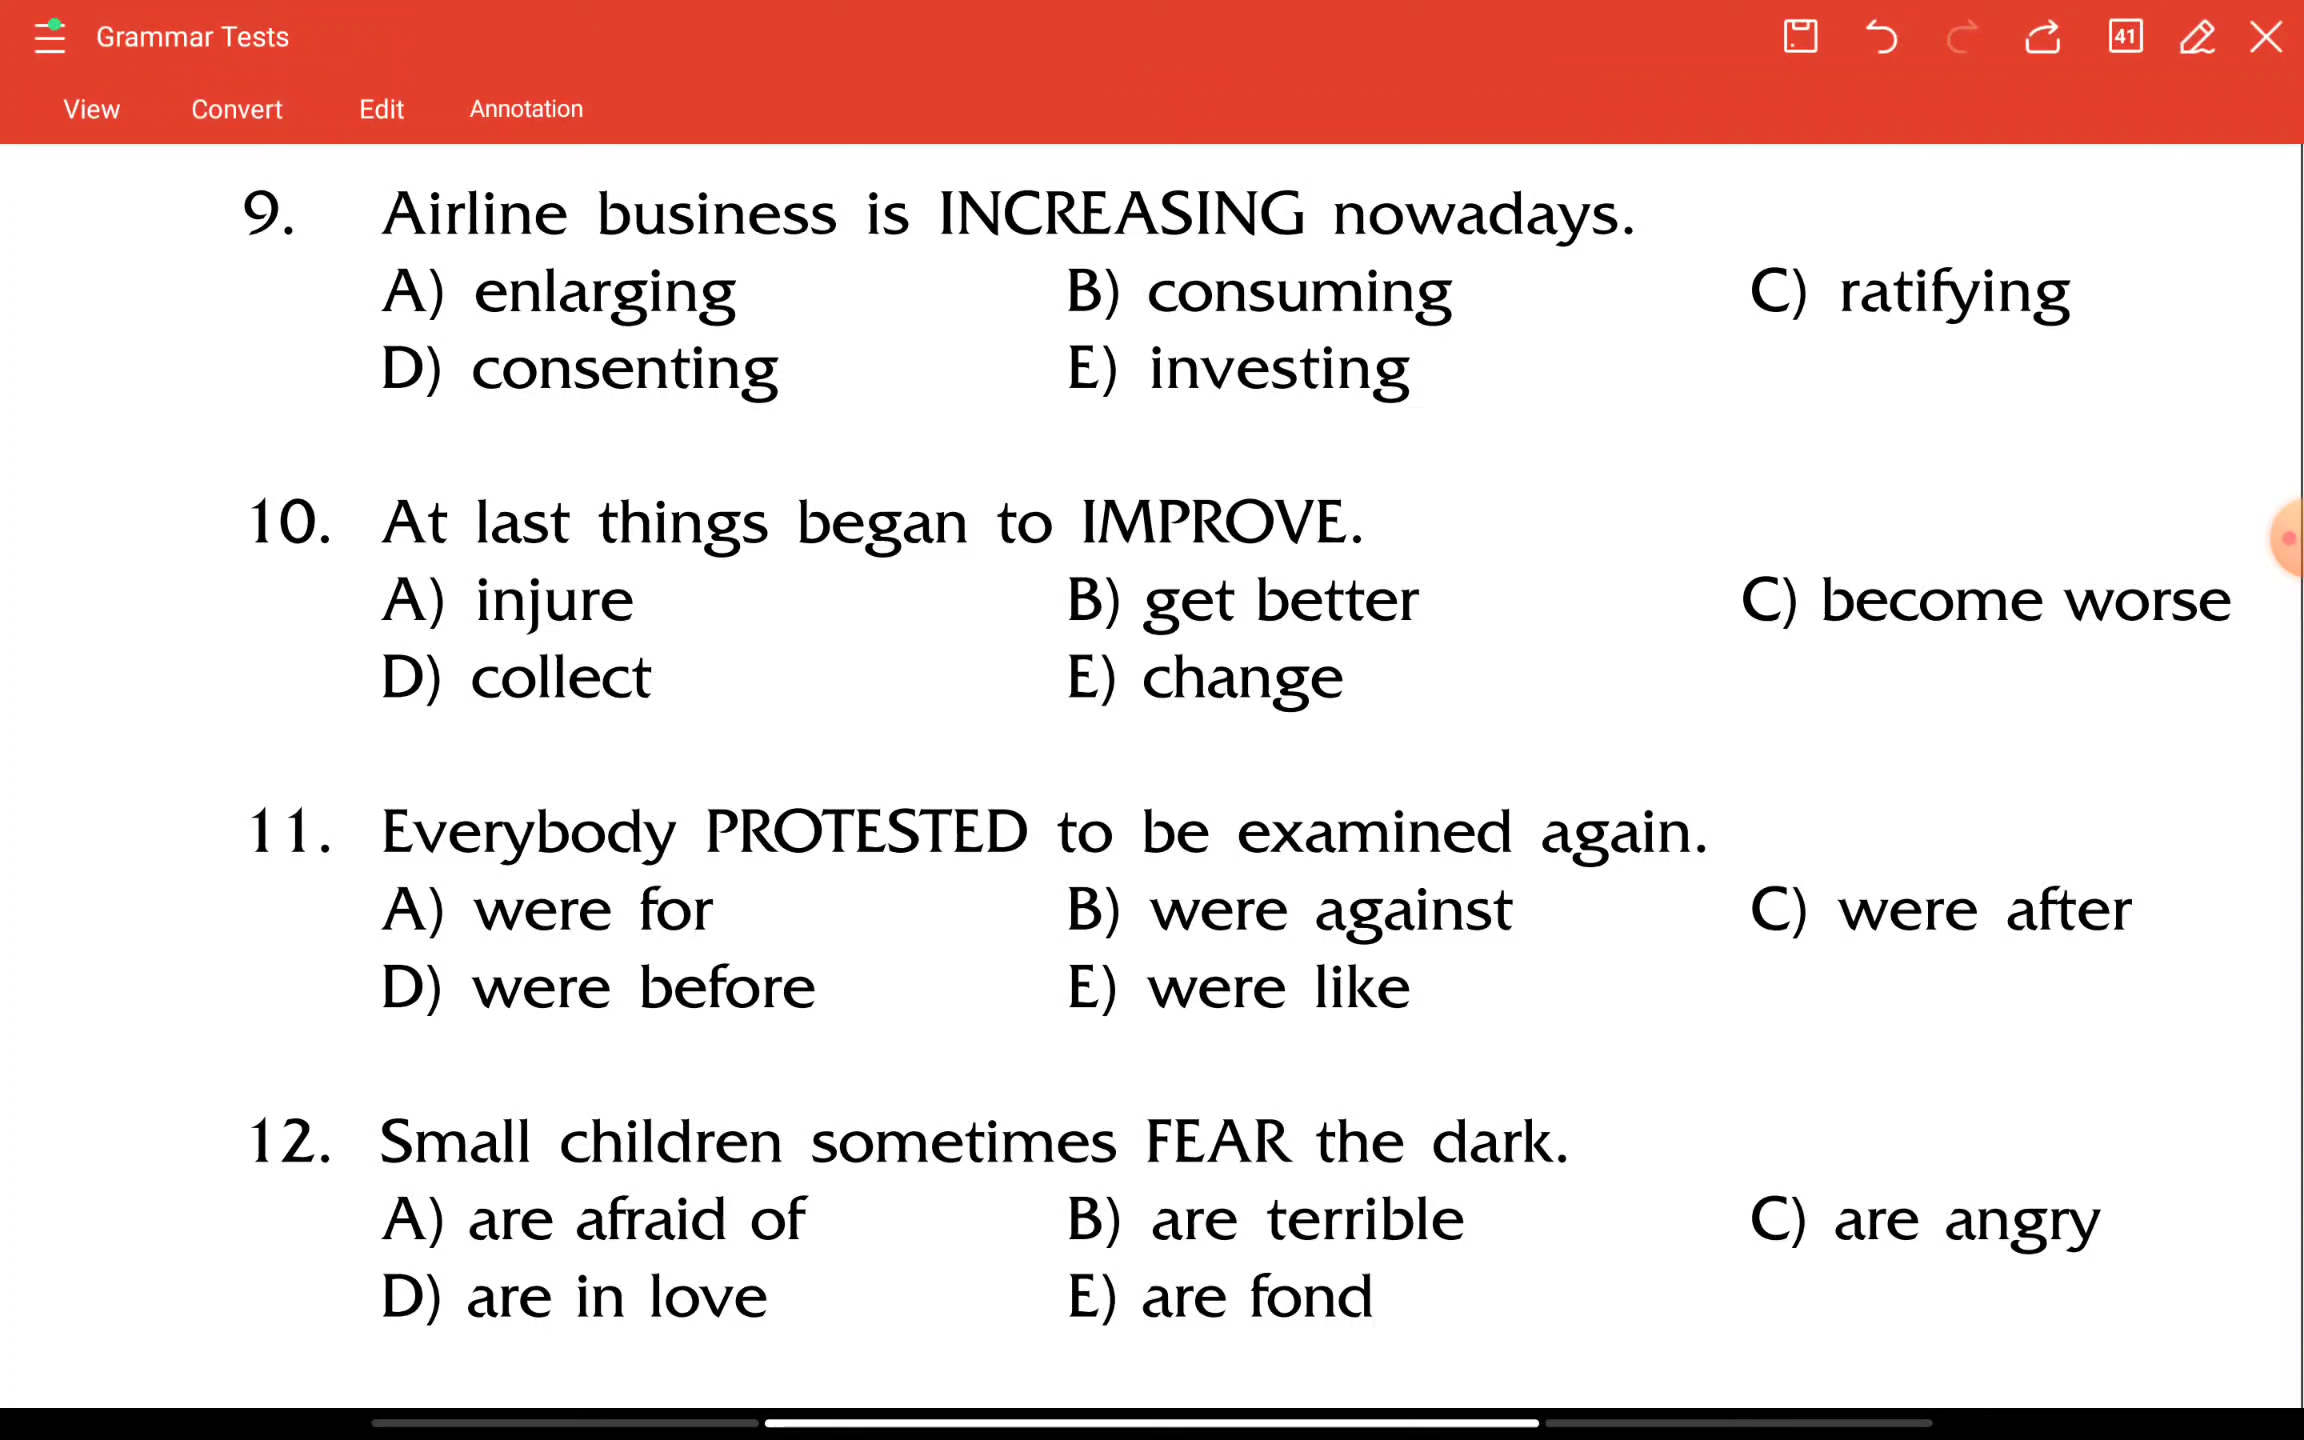 Grammar Tests
41
View Convert Edit Annotation
9. Airline business is INCREASING nowadays.
A) enlarging B) consuming C) ratifying
D) consenting E) investing
10. At last things began to IMPROVE.
A) injure B) get better C) become worse
D) collect E) change
11. Everybody PROTESTED to be examined again.
A) were for B) were against C) were after
D) were before E) were like
12. Small children sometimes FEAR the dark.
A) are afraid of B) are terrible C) are angry
D) are in love E) are fond